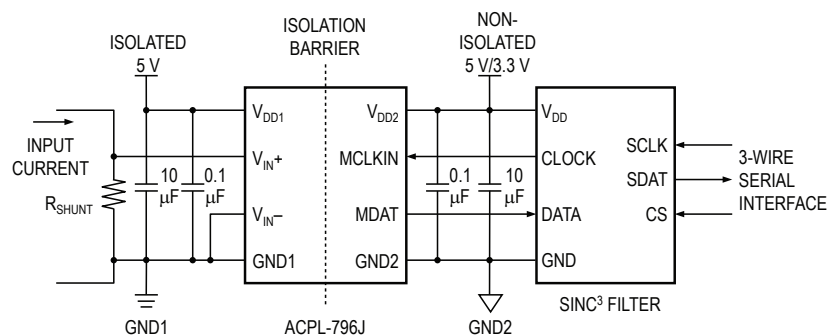 ISOLATED
5 V
ISOLATION
BARRIER
NON-
ISOLATED
5 V/3.3 V
INPUT
CURRENT
RSHUNT
10
μF
0.1
μF
VDD1
VIN+
VIN–
GND1
VDD2
MCLKIN
MDAT
GND2
0.1
μF
10
μF
VDD
CLOCK
DATA
GND
SCLK
SDAT
CS
3-WIRE
SERIAL
INTERFACE
GND1
ACPL-796J
GND2
SINC³ FILTER